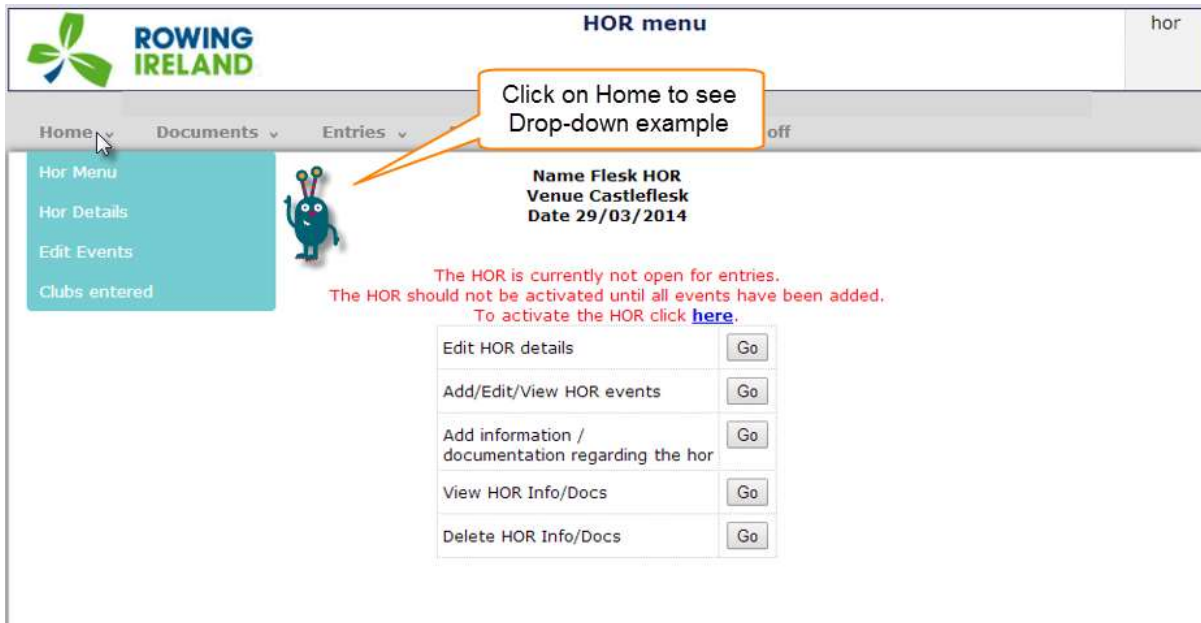 ROWING
IRELAND
HOR menu
hor
Click on Home to see
Drop-down example
Home Documents Entries off
Hor Menu
Hor Details
Edit Events
Clubs entered
Name Flesk HOR
Venue Castleflesk
Date 29/03/2014
The HOR is currently not open for entries.
The HOR should not be activated until all events have been added.
To activate the HOR click here.
Edit HOR details Go
Add/Edit/View HOR events Go
Add information / Go
documentation regarding the hor
View HOR Info/Docs Go
Delete HOR Info/Docs Go